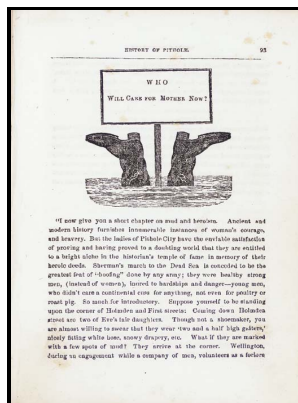 HISTORY OF PITHOLE. 93
WHO
WILL CARE FOR MOTHER NOW?
"I now give you a short chapter on mud and heroism. Ancient and
modern history furnishes innumerable instances of woman's courage,
and bravery. But the ladies of Pithole City have the enviable satisfaction
of proving and having proved to a doubting world that they are entitled
to a bright niche in the historian's temple of fame in memory of their
heroic deeds. Sherman's march to the Dead Sea is conceded to be the
greatest feat of 'hoofing' done by any army; they were healthy strong
men, (instead of women), inured to hardships and danger—young men,
who didn't care a continental cuss for anything, not even for poultry or
roast pig. So much for introductory. Suppose yourself to be standing
upon the corner of Holmden and First streets: Coming down Holmden
street are two of Eve's fair daughters. Though not a shoemaker, you
are almost willing to swear that they wear 'two and a half high gaiters,'
nicely fitting white hose, snowy drapery, etc. What if they are marked
with a few spots of mud? They arrive at the corner. Wellington,
during an engagement while a company of men, volunteers as a forlorn